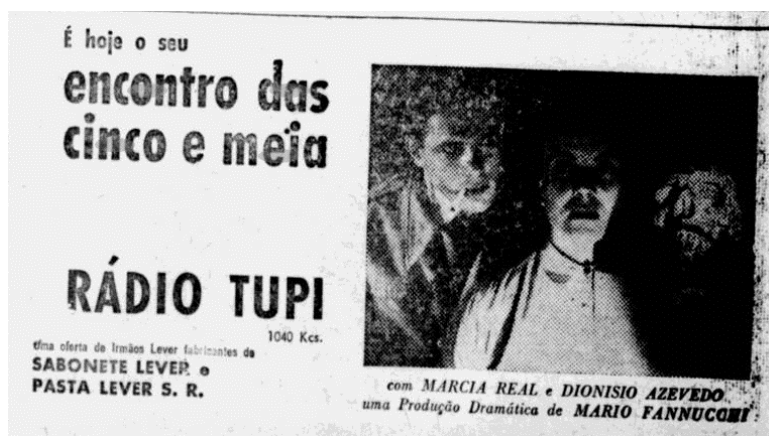 É hoje o seu
encontro das
cinco e meia
RÁDIO TUPI
1040 Kcs.
Uma oferta de Irmãos Lever fabricantes de
SABONETE LEVER e
PASTA LEVER S. R.
com MARCIA REAL e DIONISIO AZEVEDO
uma Produção Dramática de MARIO FANNUCCHI